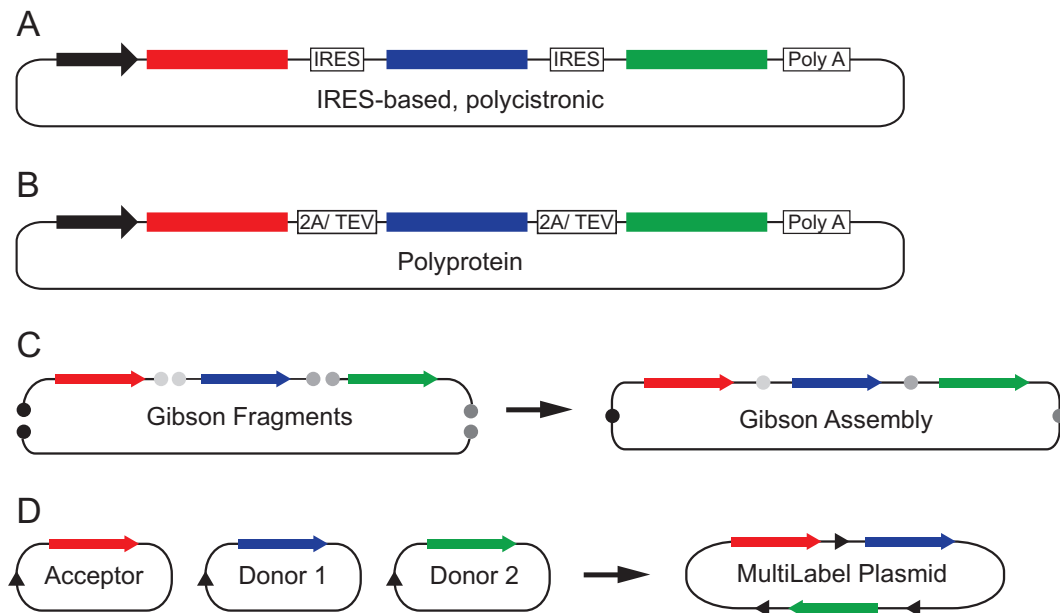 A
IRES IRES Poly A
IRES-based, polycistronic
B
2A/ TEV 2A/ TEV Poly A
Polyprotein
C
Gibson Fragments Gibson Assembly
D
Acceptor Donor 1 Donor 2 MultiLabel Plasmid